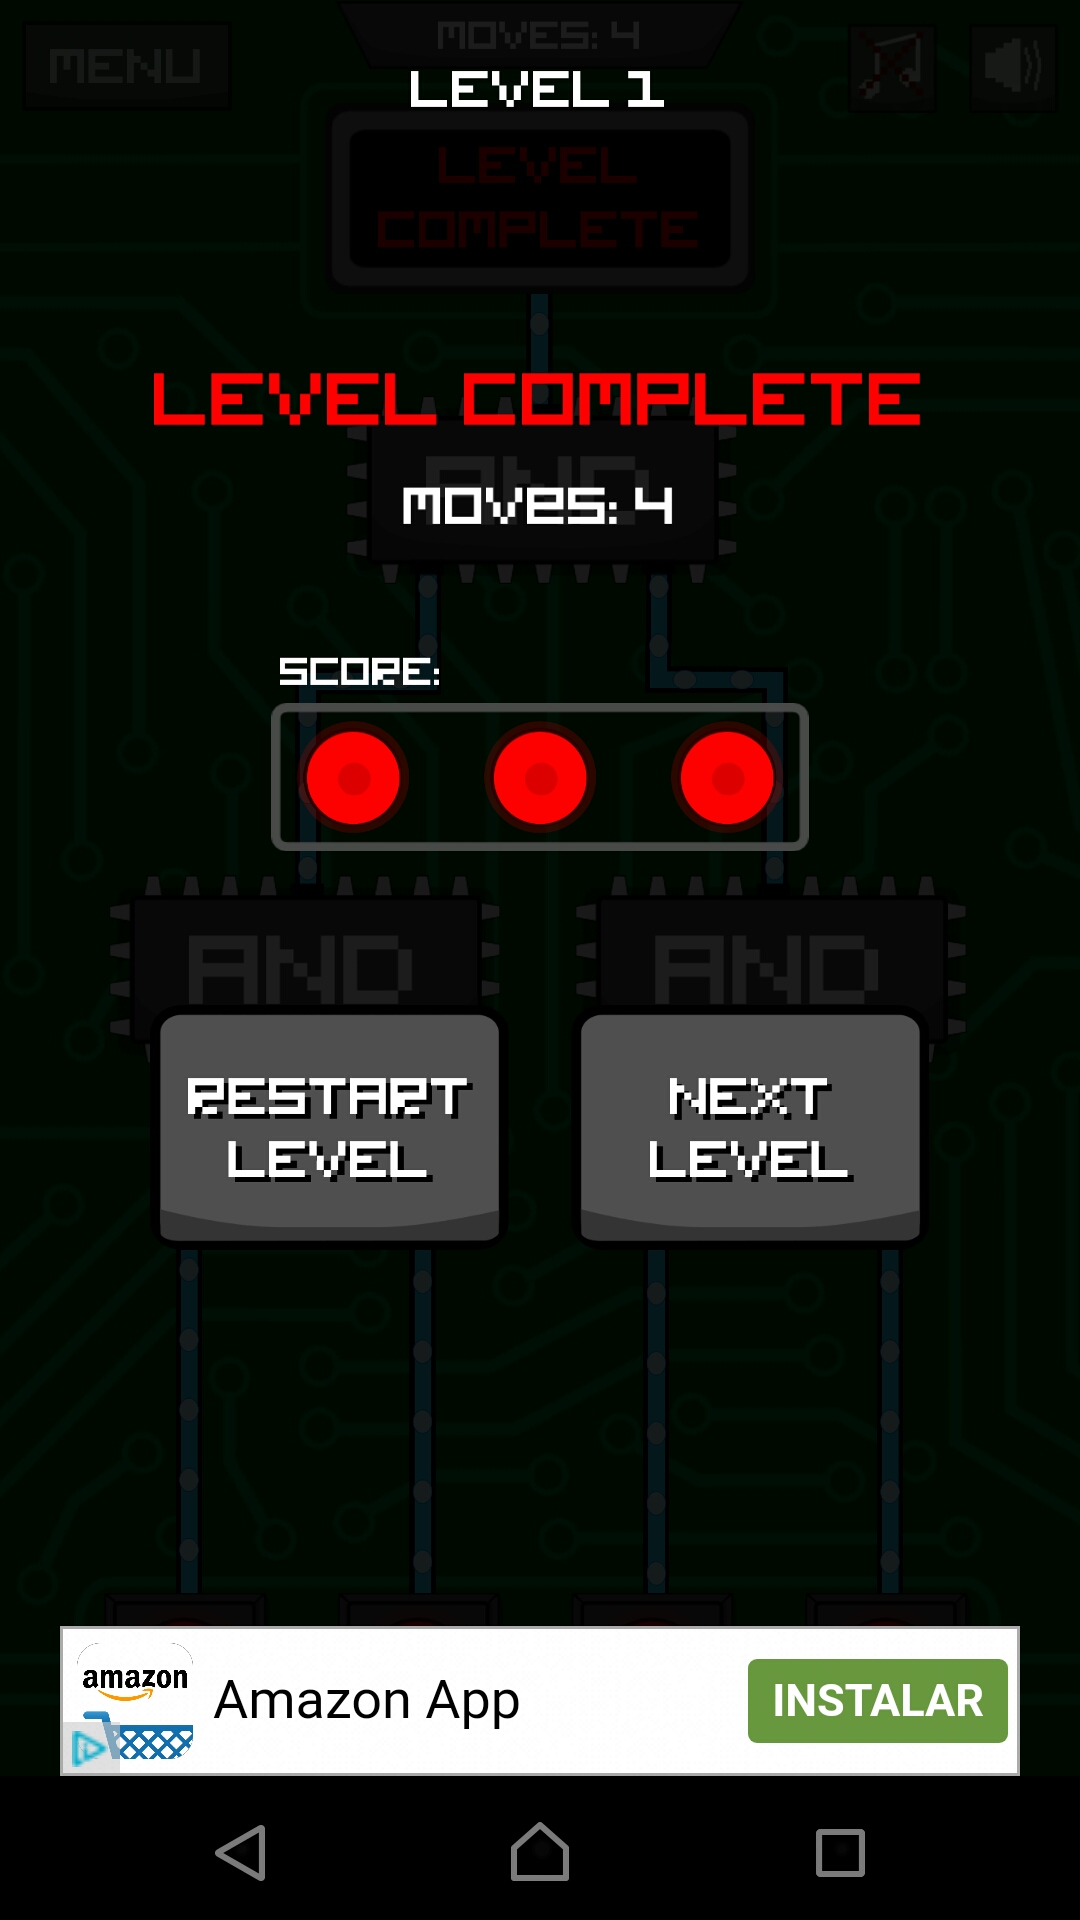 MENU
MOVES: 4
LEVEL 1
LEVEL
COMPLETE
LEVEL COMPLETE
AND
MOVES: 4
SCORE:
AND AND
RESTART
LEVEL
NEXT
LEVEL
amazon
Amazon App
INSTALAR